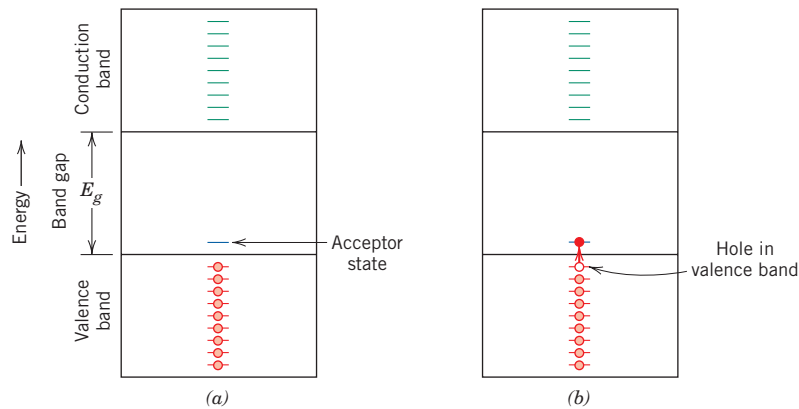 Conduction
band
Energy
Band gap
E_g
Acceptor
state
Valence
band
(a)
Hole in
valence band
(b)